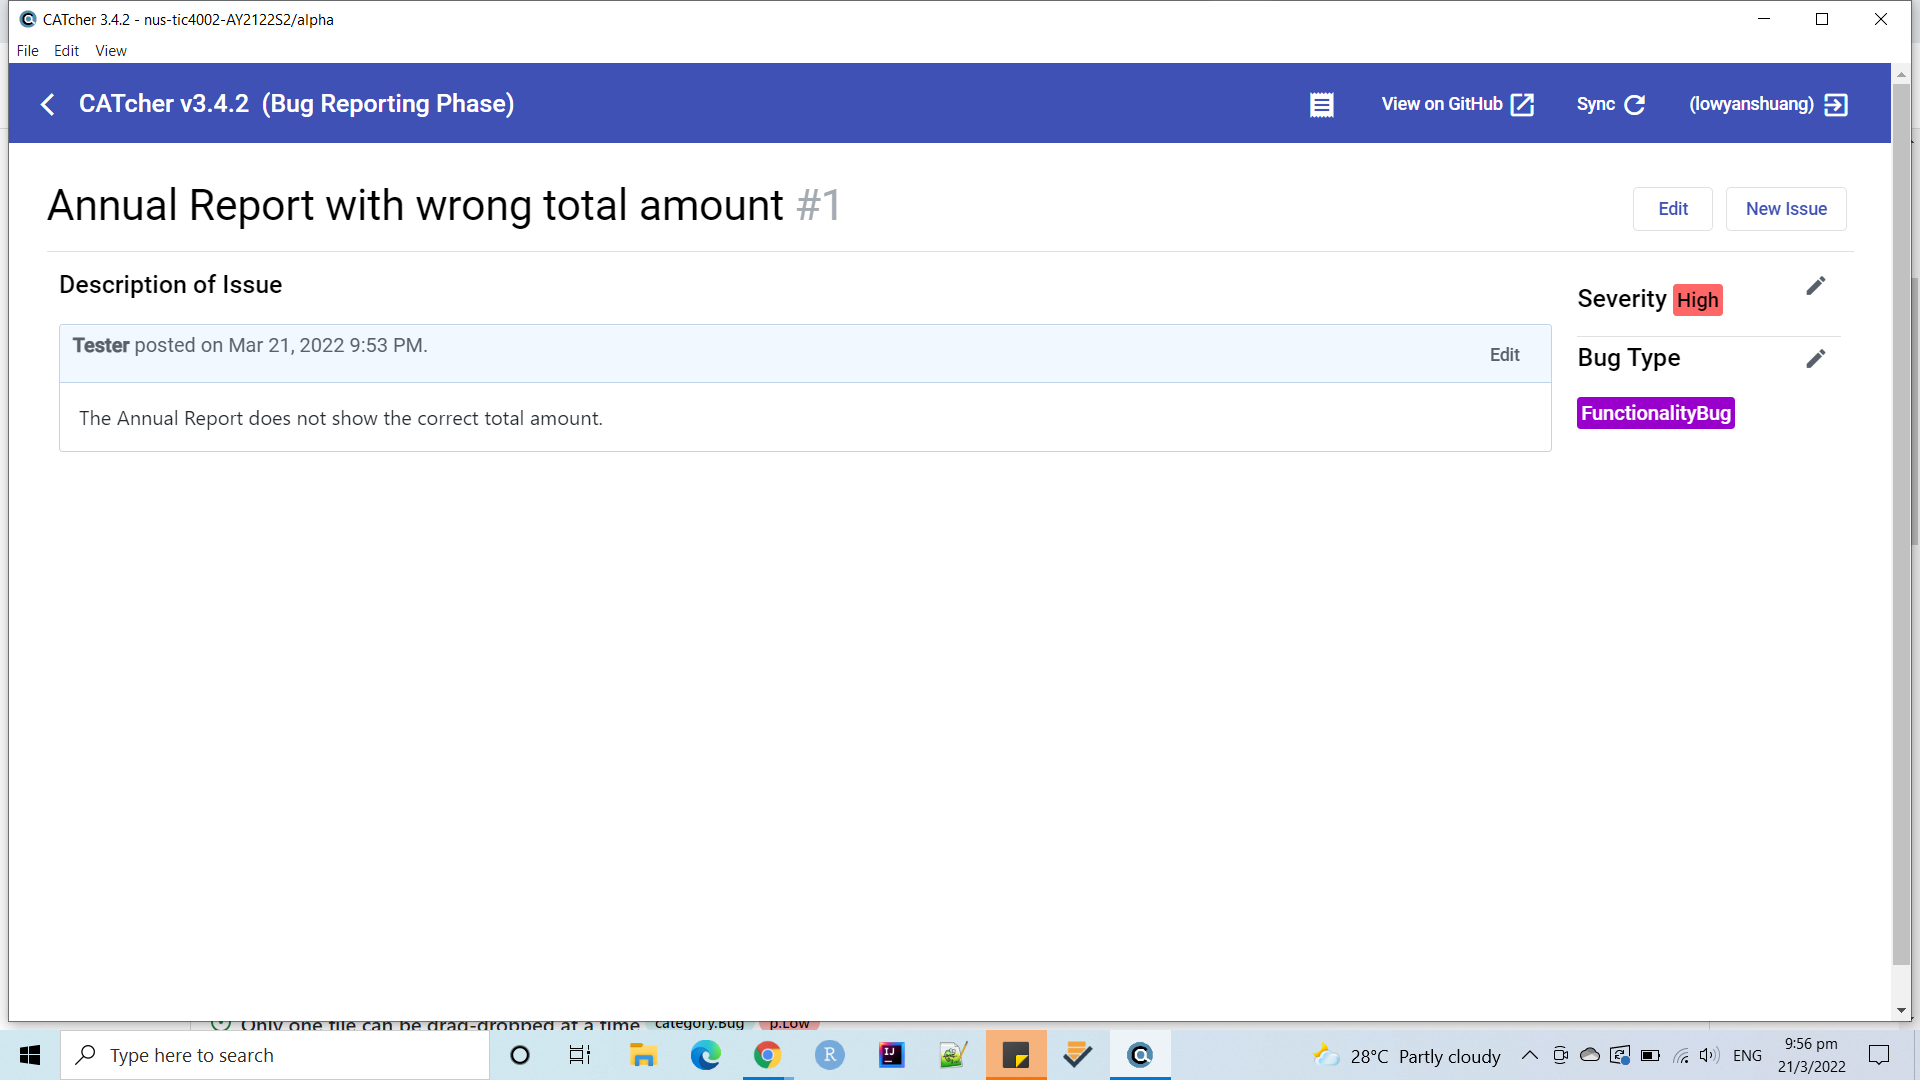 CATcher 3.4.2 - nus-tic4002-AY2122S2/alpha
File Edit View
CATcher v3.4.2 (Bug Reporting Phase)
View on GitHub
Sync
(lowyanshuang)
Annual Report with wrong total amount #1
Edit
New Issue
Description of Issue
Tester posted on Mar 21, 2022 9:53 PM.
Edit
The Annual Report does not show the correct total amount.
Severity High
Bug Type
FunctionalityBug
Only one file can be drag-dropped at a time category.Bug p.Low
Type here to search
R
IJ
28°C Partly cloudy
ENG
9:56 pm
21/3/2022